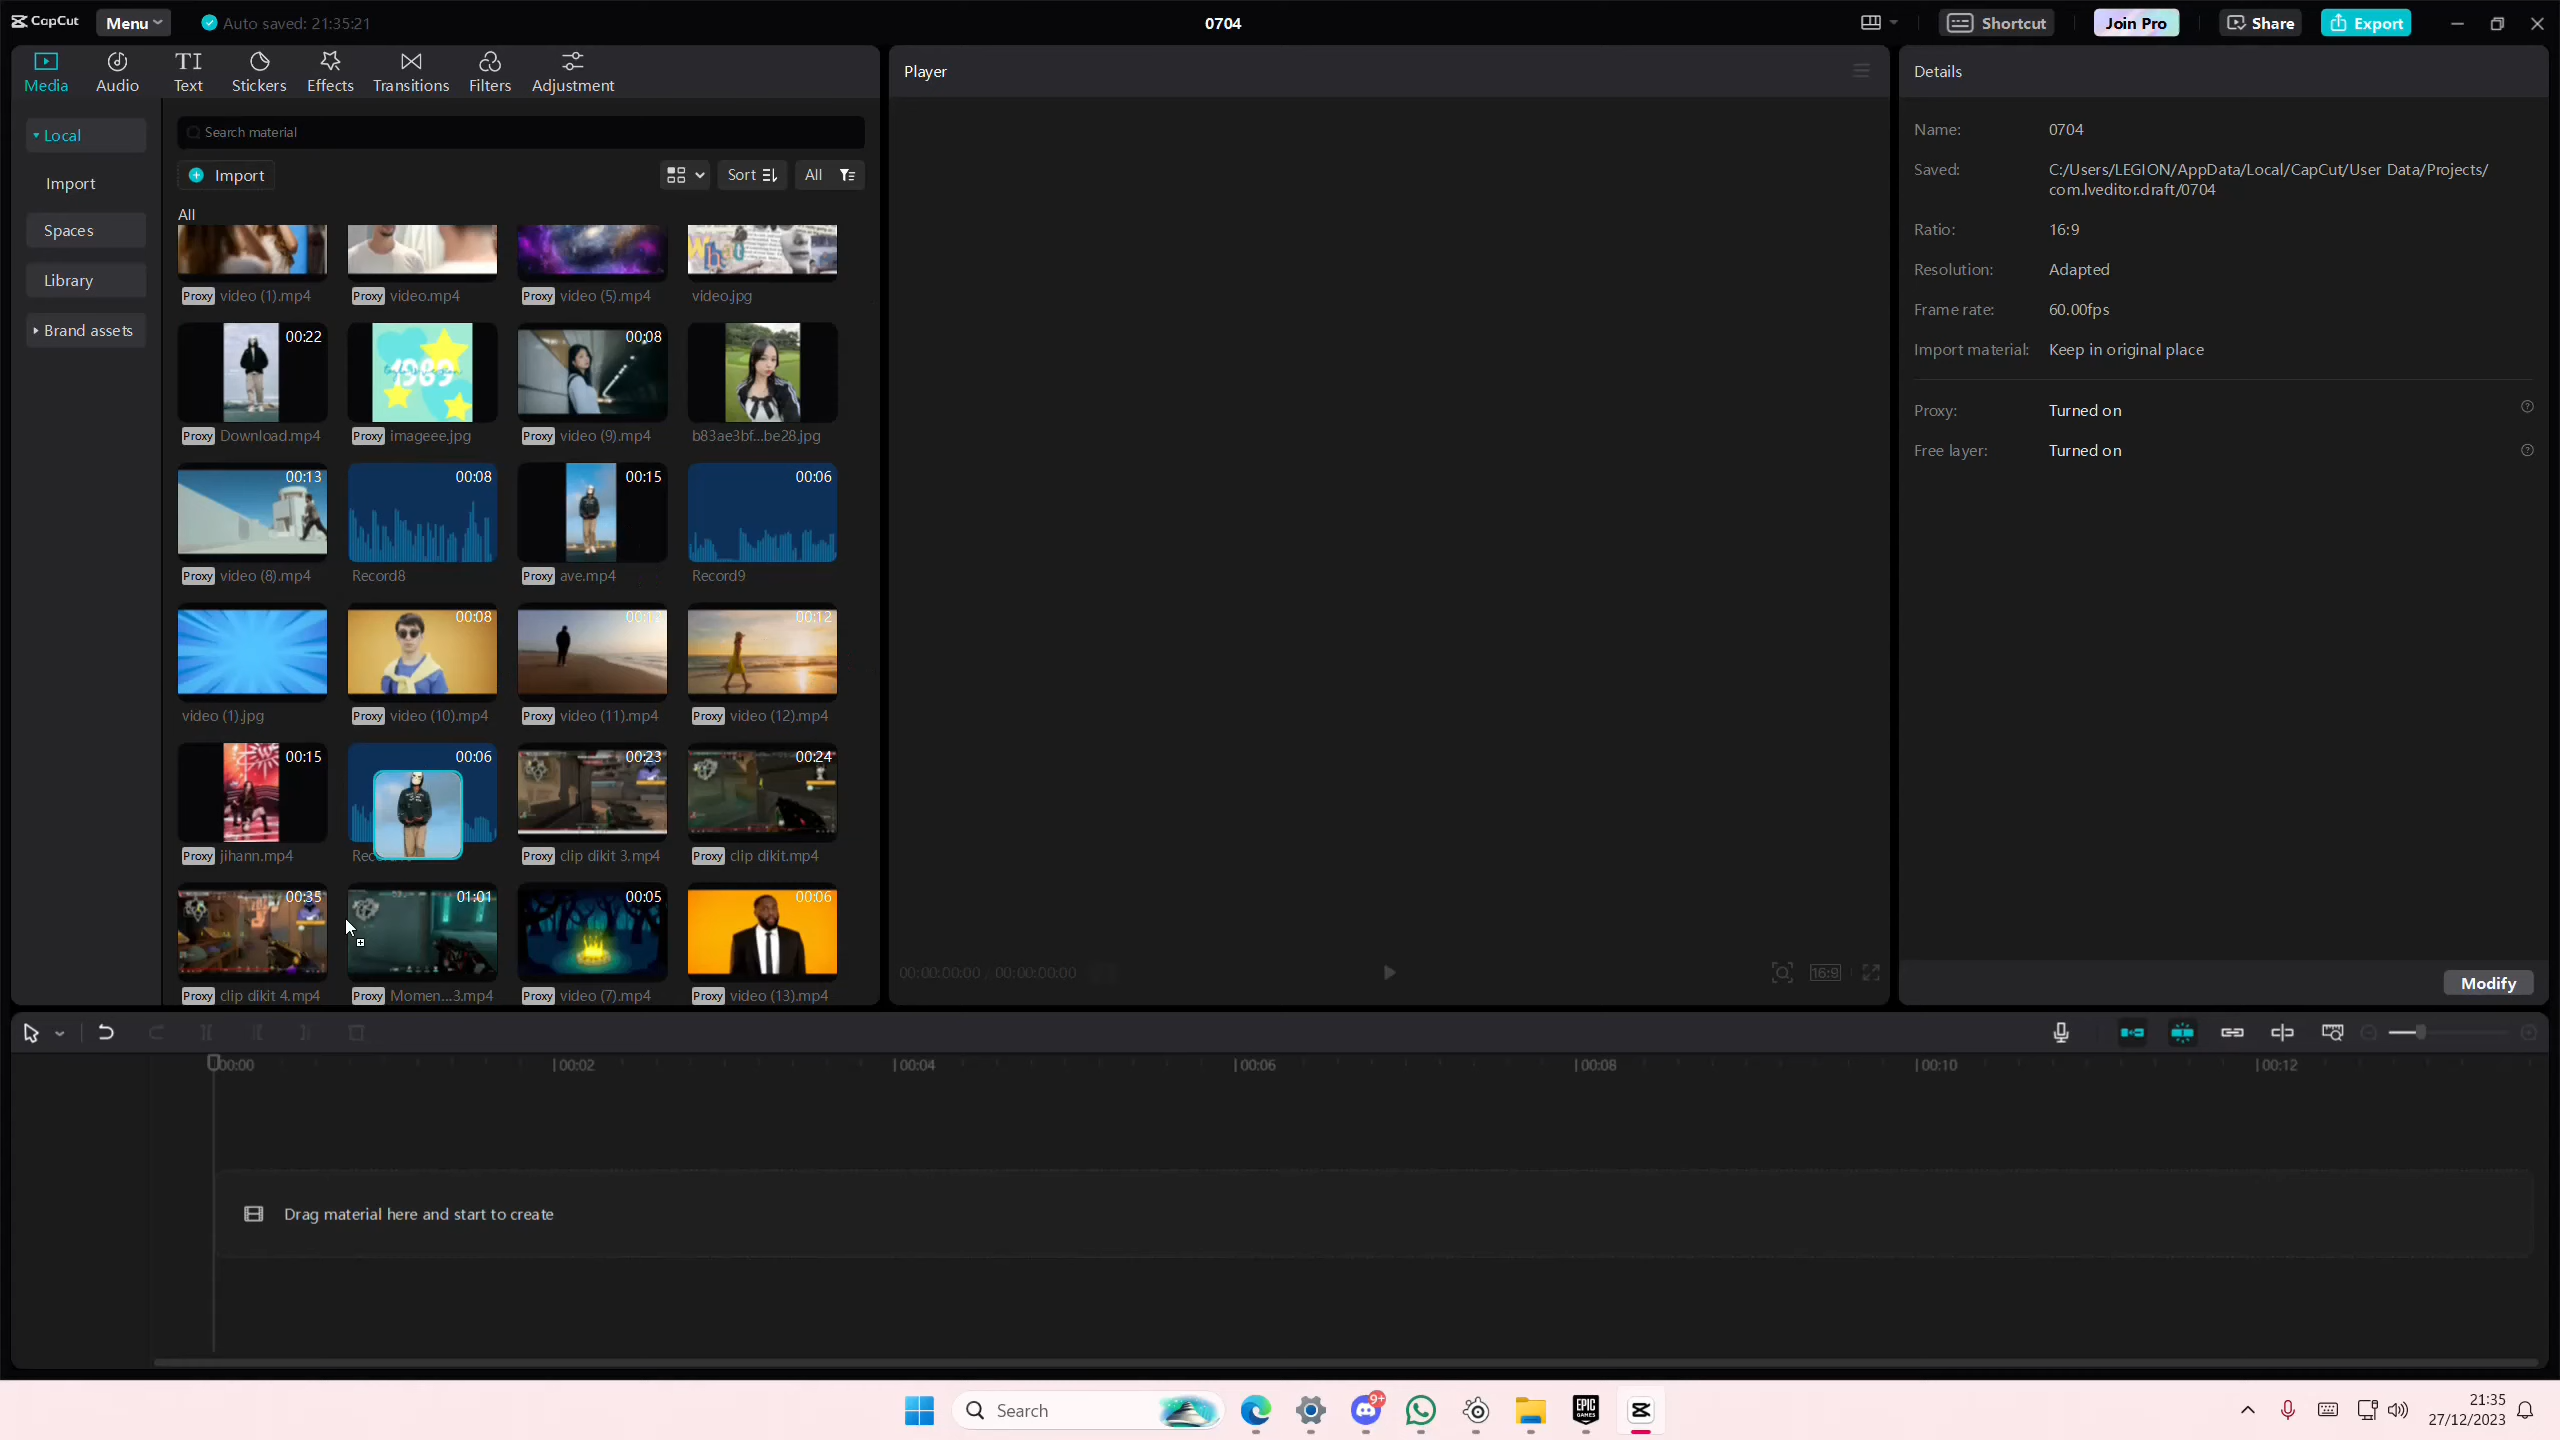 CapCut
Menu
Auto saved: 21:35:21
0704
Shortcut
Join Pro
Share
Export
Media
Audio
TI
Text
Stickers
Effects
Transitions
Filters
Adjustment
Player
Details
Local
Import
Spaces
Library
Brand assets
Search material
Import
Sort
All
All
Proxy video (1).mp4
Proxy video.mp4
Proxy video (5).mp4
video.jpg
00:22
1989
00:08
Proxy Download.mp4
Proxy imageee.jpg
Proxy video (9).mp4
b83ae3bf...be28.jpg
00:13
00:08
00:15
00:06
Proxy video (8).mp4
Record8
Proxy ave.mp4
Record9
00:08
00:12
video (1).jpg
Proxy video (10).mp4
Proxy video (11).mp4
Proxy video (12).mp4
00:15
00:06
00:23
00:24
Proxy jihann.mp4
Rec
Proxy clip dikit 3.mp4
Proxy clip dikit.mp4
00:35
01:01
00:05
00:06
Proxy clip dikit 4.mp4
Proxy Momen...3.mp4
Proxy video (7).mp4
Proxy video (13).mp4
00:00:00:00 / 00:00:00:00
16:9
Name: 0704
Saved: C:/Users/LEGION/AppData/Local/CapCut/User Data/Projects/
com.lveditor.draft/0704
Ratio: 16:9
Resolution: Adapted
Frame rate: 60.00fps
Import material: Keep in original place
Proxy: Turned on
Free layer: Turned on
Modify
00:00
00:02
00:04
00:06
00:08
00:10
00:12
Drag material here and start to create
Search
9+
EPIC
GAMES
21:35
27/12/2023